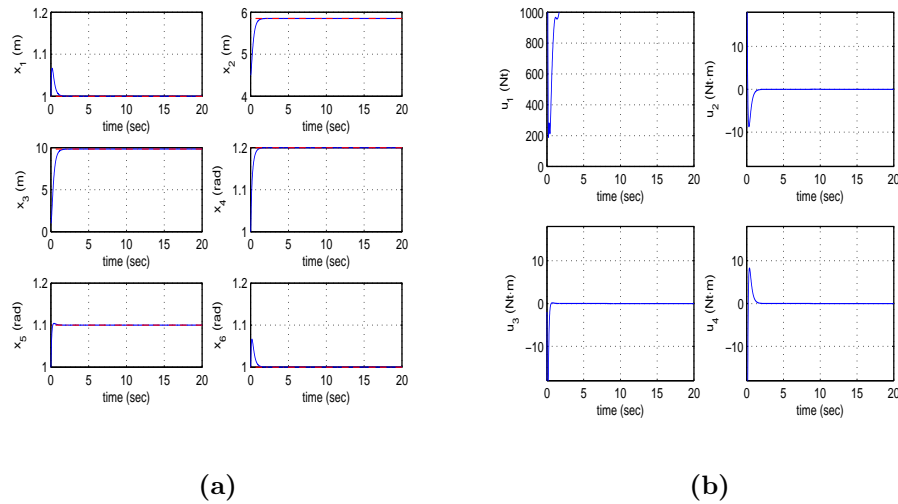 1.2
1.1
1
x1 (m)
0 5 10 15 20
time (sec)
6
5
4
x2 (m)
0 5 10 15 20
time (sec)
10
5
0
x3 (m)
0 5 10 15 20
time (sec)
1.2
1.1
1
x4 (rad)
0 5 10 15 20
time (sec)
1.2
1.1
1
x5 (rad)
0 5 10 15 20
time (sec)
1.2
1.1
1
x6 (rad)
0 5 10 15 20
time (sec)
(a)
1000
800
600
400
200
0
u1 (Nt)
0 5 10 15 20
time (sec)
10
0
−10
u2 (Nt·m)
0 5 10 15 20
time (sec)
10
0
−10
u3 (Nt·m)
0 5 10 15 20
time (sec)
10
0
−10
u4 (Nt·m)
0 5 10 15 20
time (sec)
(b)